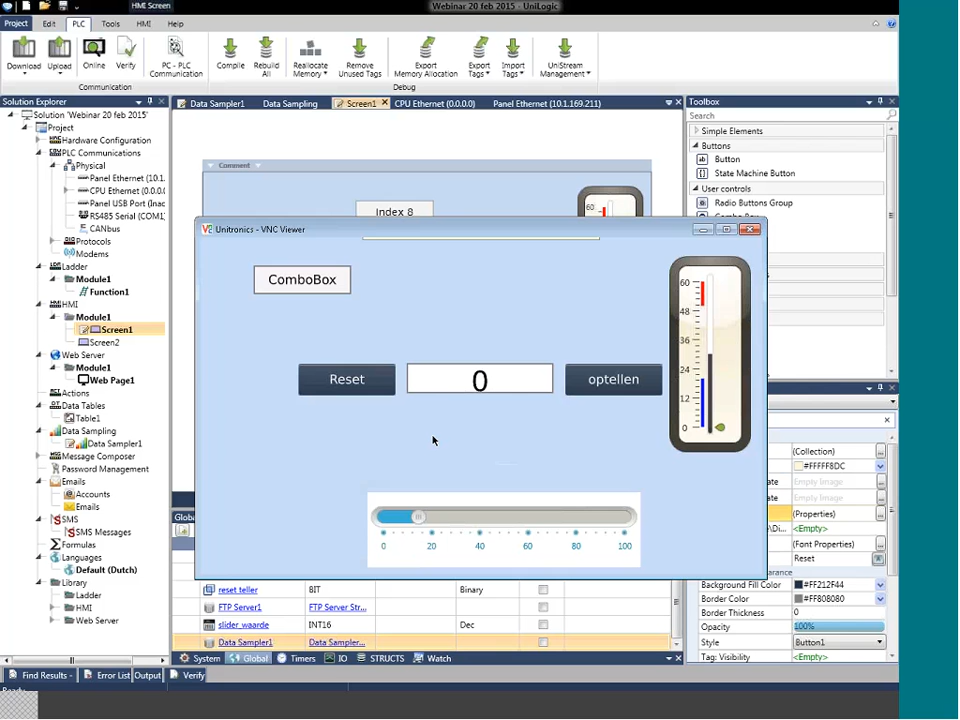 HMI Screen
Webinar 20 feb 2015 - UniLogic
Project Edit PLC Tools HMI Help
Download Upload Online Verify PC - PLC Communication Compile Rebuild All Reallocate Memory Remove Unused Tags Export Memory Allocation Export Tags Import Tags UniStream Management
Communication Debug
Solution Explorer
Data Sampler1 Data Sampling Screen1 CPU Ethernet (0.0.0.0) Panel Ethernet (10.1.169.211)
Toolbox
Search
Solution 'Webinar 20 feb 2015'
Project
Hardware Configuration
PLC Communications
Physical
Panel Ethernet (10.1.
CPU Ethernet (0.0.0.
Panel USB Port (Inac
RS485 Serial (COM1
CANbus
Protocols
Modems
Ladder
Module1
Function1
HMI
Module1
Screen1
Screen2
Web Server
Module1
Web Page1
Actions
Data Tables
Table1
Data Sampling
Data Sampler1
Message Composer
Password Management
Emails
Accounts
Emails
SMS
SMS Messages
Formulas
Languages
Default (Dutch)
Library
Ladder
HMI
Web Server
Simple Elements
Buttons
Button
State Machine Button
User controls
Radio Buttons Group
Comment
Index 8
60
Unitronics - VNC Viewer
ComboBox
Reset
0
optellen
60
48
36
24
12
0
0 20 40 60 80 100
Globa
reset teller BIT Binary
FTP Server1 FTP Server Str...
slider_waarde INT16 Dec
Data Sampler1 Data Sampler...
System Global Timers IO STRUCTS Watch
(Collection)
#FFFFF8DC
Empty Image
Empty Image
(Properties)
<Empty>
(Font Properties)
Reset
Background Fill Color #FF212F44
Border Color #FF808080
Border Thickness 0
Opacity 100%
Style Button1
Tag: Visibility <Empty>
Find Results - Error List Output Verify